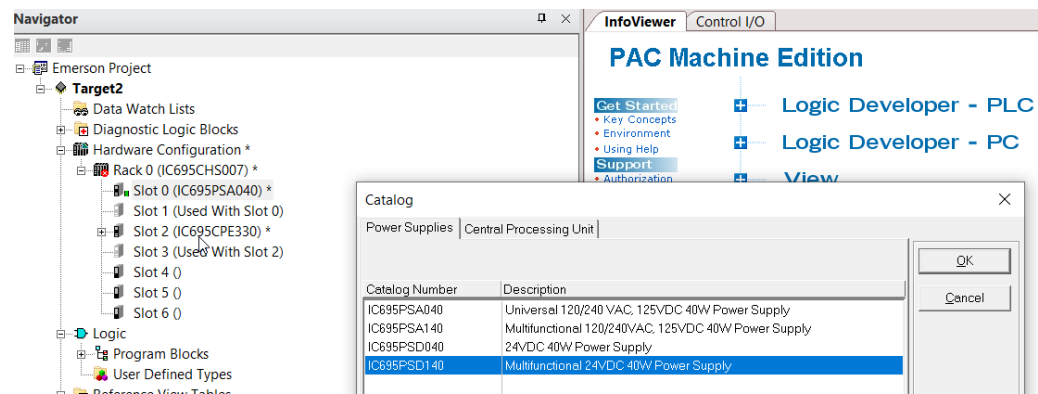 Navigator
Emerson Project
Target2
Data Watch Lists
Diagnostic Logic Blocks
Hardware Configuration *
Rack 0 (IC695CHS007) *
Slot 0 (IC695PSA040) *
Slot 1 (Used With Slot 0)
Slot 2 (IC695CPE330) *
Slot 3 (Used With Slot 2)
Slot 4 ()
Slot 5 ()
Slot 6 ()
Logic
Program Blocks
User Defined Types
Reference View Tables
InfoViewer
Control I/O
PAC Machine Edition
Get Started
Key Concepts
Environment
Using Help
Support
Authorization
Logic Developer - PLC
Logic Developer - PC
View
Catalog
Power Supplies
Central Processing Unit
OK
Cancel
Catalog Number Description
IC695PSA040 Universal 120/240 VAC, 125VDC 40W Power Supply
IC695PSA140 Multifunctional 120/240VAC, 125VDC 40W Power Supply
IC695PSD040 24VDC 40W Power Supply
IC695PSD140 Multifunctional 24VDC 40W Power Supply